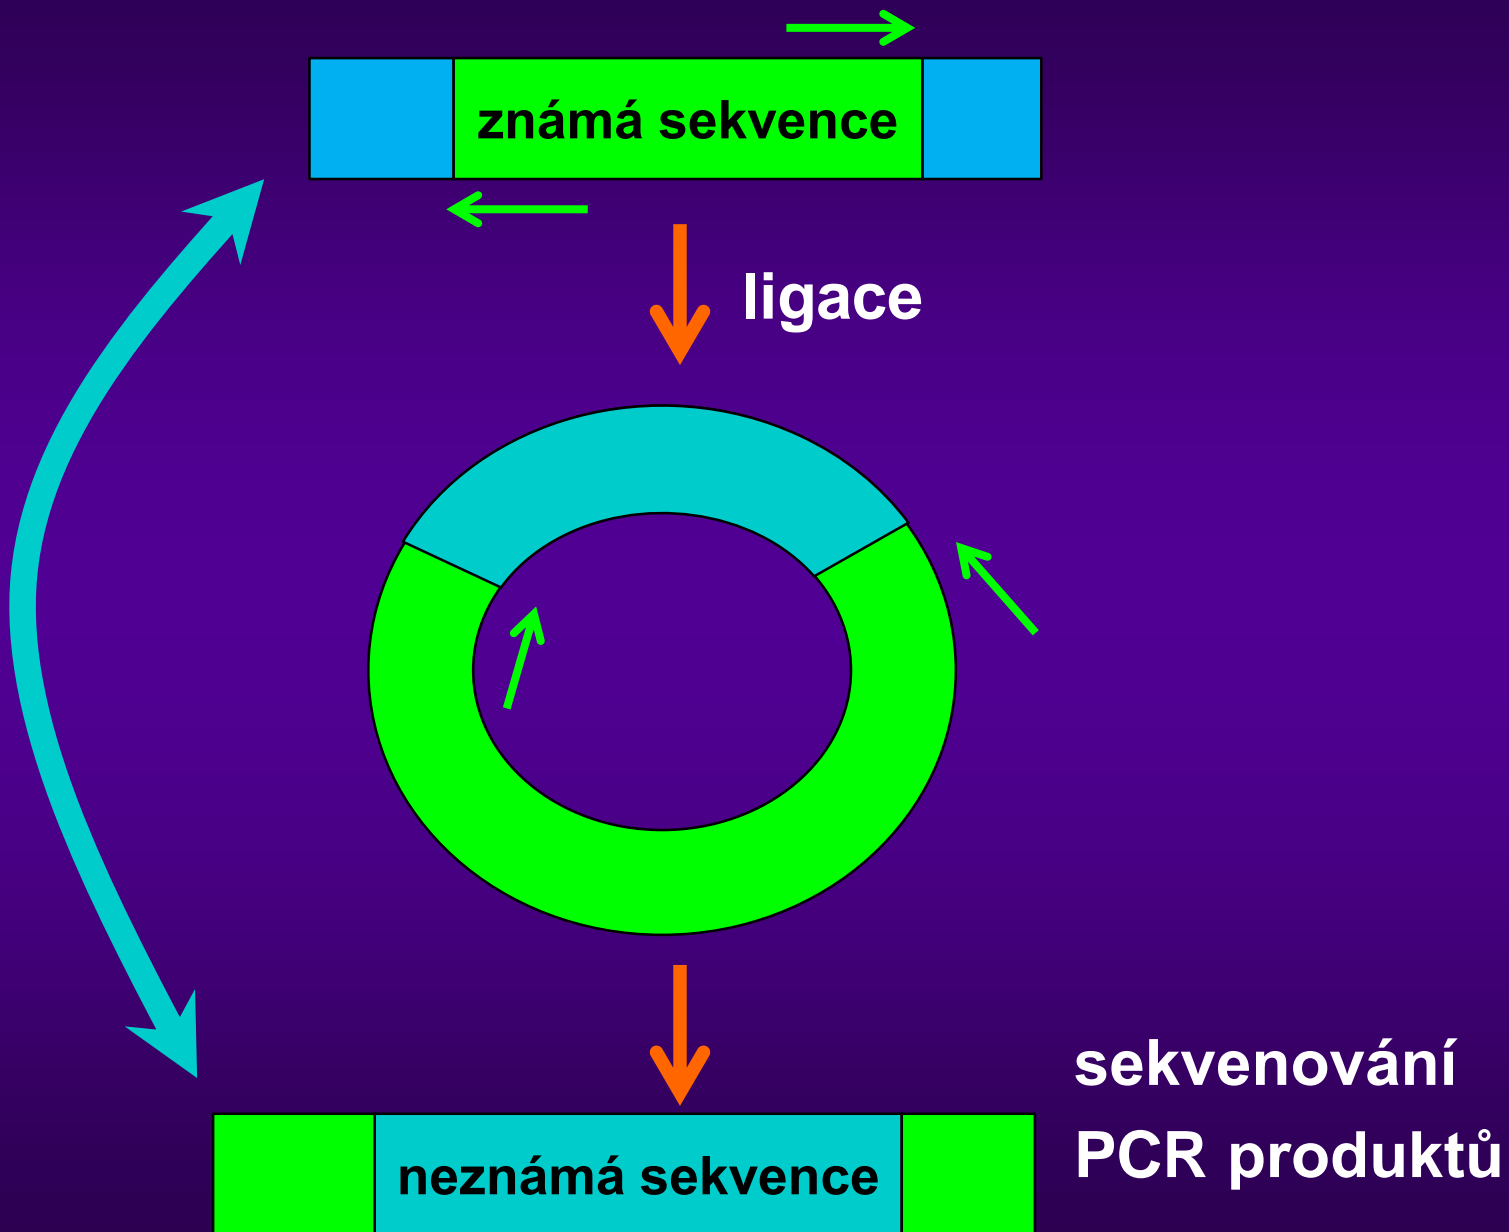 známá sekvence
ligace
sekvenování
PCR produktů
neznámá sekvence